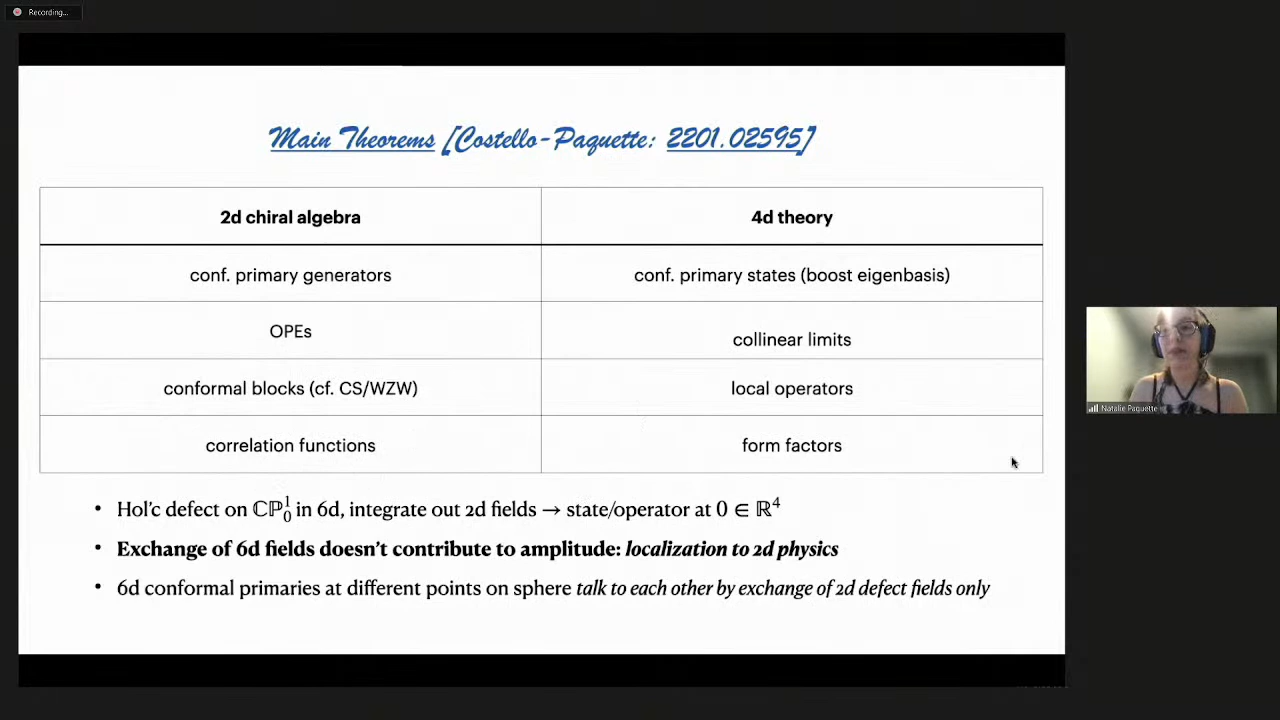 Recording...
Main Theorems [Costello-Paquette: 2201.02595]
2d chiral algebra
4d theory
conf. primary generators
conf. primary states (boost eigenbasis)
OPEs
collinear limits
conformal blocks (cf. CS/WZW)
local operators
correlation functions
form factors
• Hol’c defect on ℂℙ¹₀ in 6d, integrate out 2d fields → state/operator at 0 ∈ ℝ⁴
• Exchange of 6d fields doesn’t contribute to amplitude: localization to 2d physics
• 6d conformal primaries at different points on sphere talk to each other by exchange of 2d defect fields only
Natalie Paquette